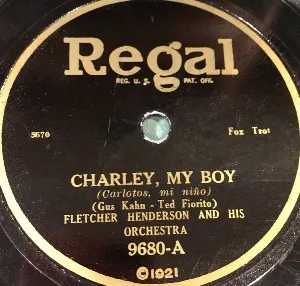 Regal
REG. U. S. PAT. OFF.
5670 Fox Trot
CHARLEY, MY BOY
(Carlotos, mi niño)
(Gus Kahn - Ted Fiorito)
FLETCHER HENDERSON AND HIS
ORCHESTRA
9680-A
©1921